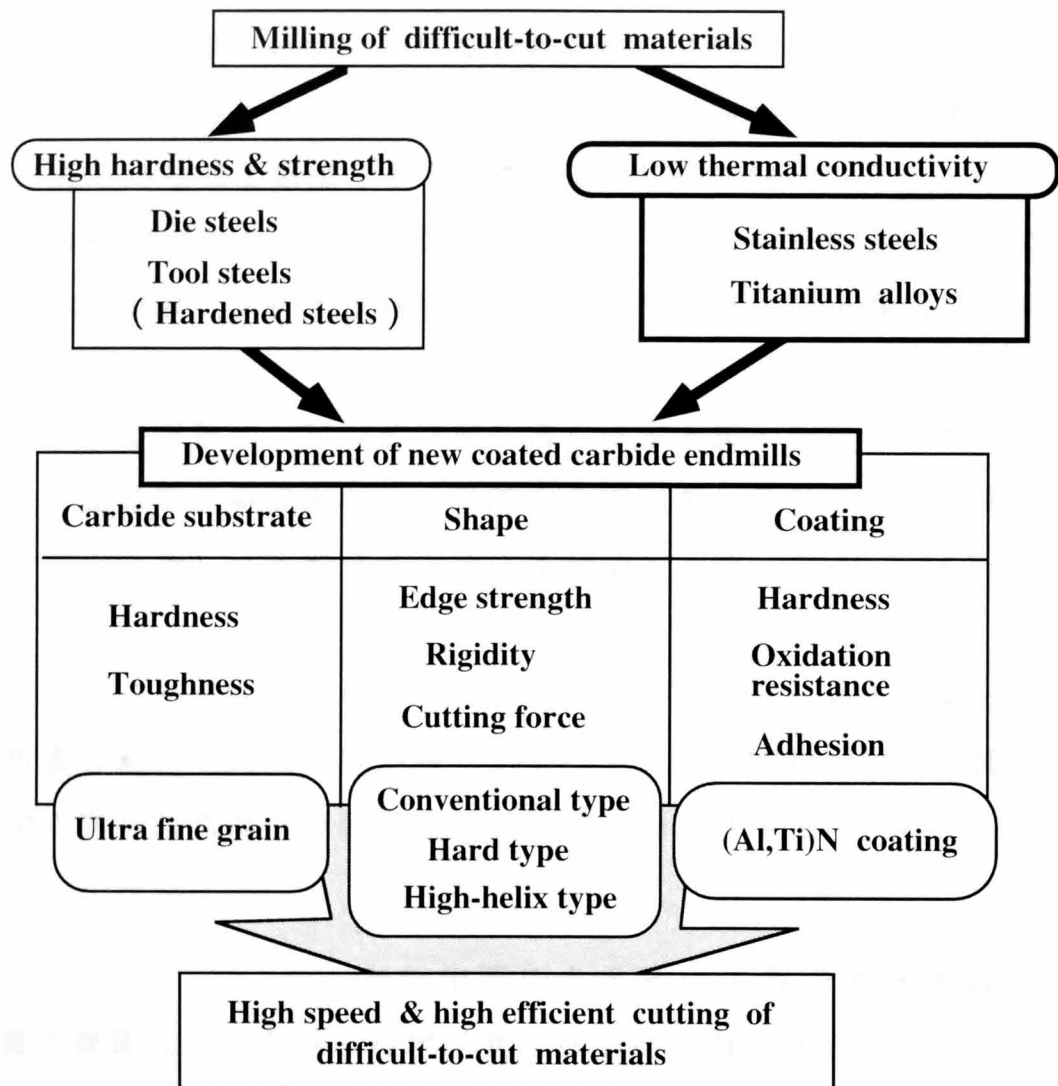 Milling of difficult-to-cut materials
High hardness & strength
Die steels
Tool steels
( Hardened steels )
Low thermal conductivity
Stainless steels
Titanium alloys
Development of new coated carbide endmills
Carbide substrate
Hardness
Toughness
Ultra fine grain
Shape
Edge strength
Rigidity
Cutting force
Conventional type
Hard type
High-helix type
Coating
Hardness
Oxidation
resistance
Adhesion
(Al,Ti)N coating
High speed & high efficient cutting of
difficult-to-cut materials